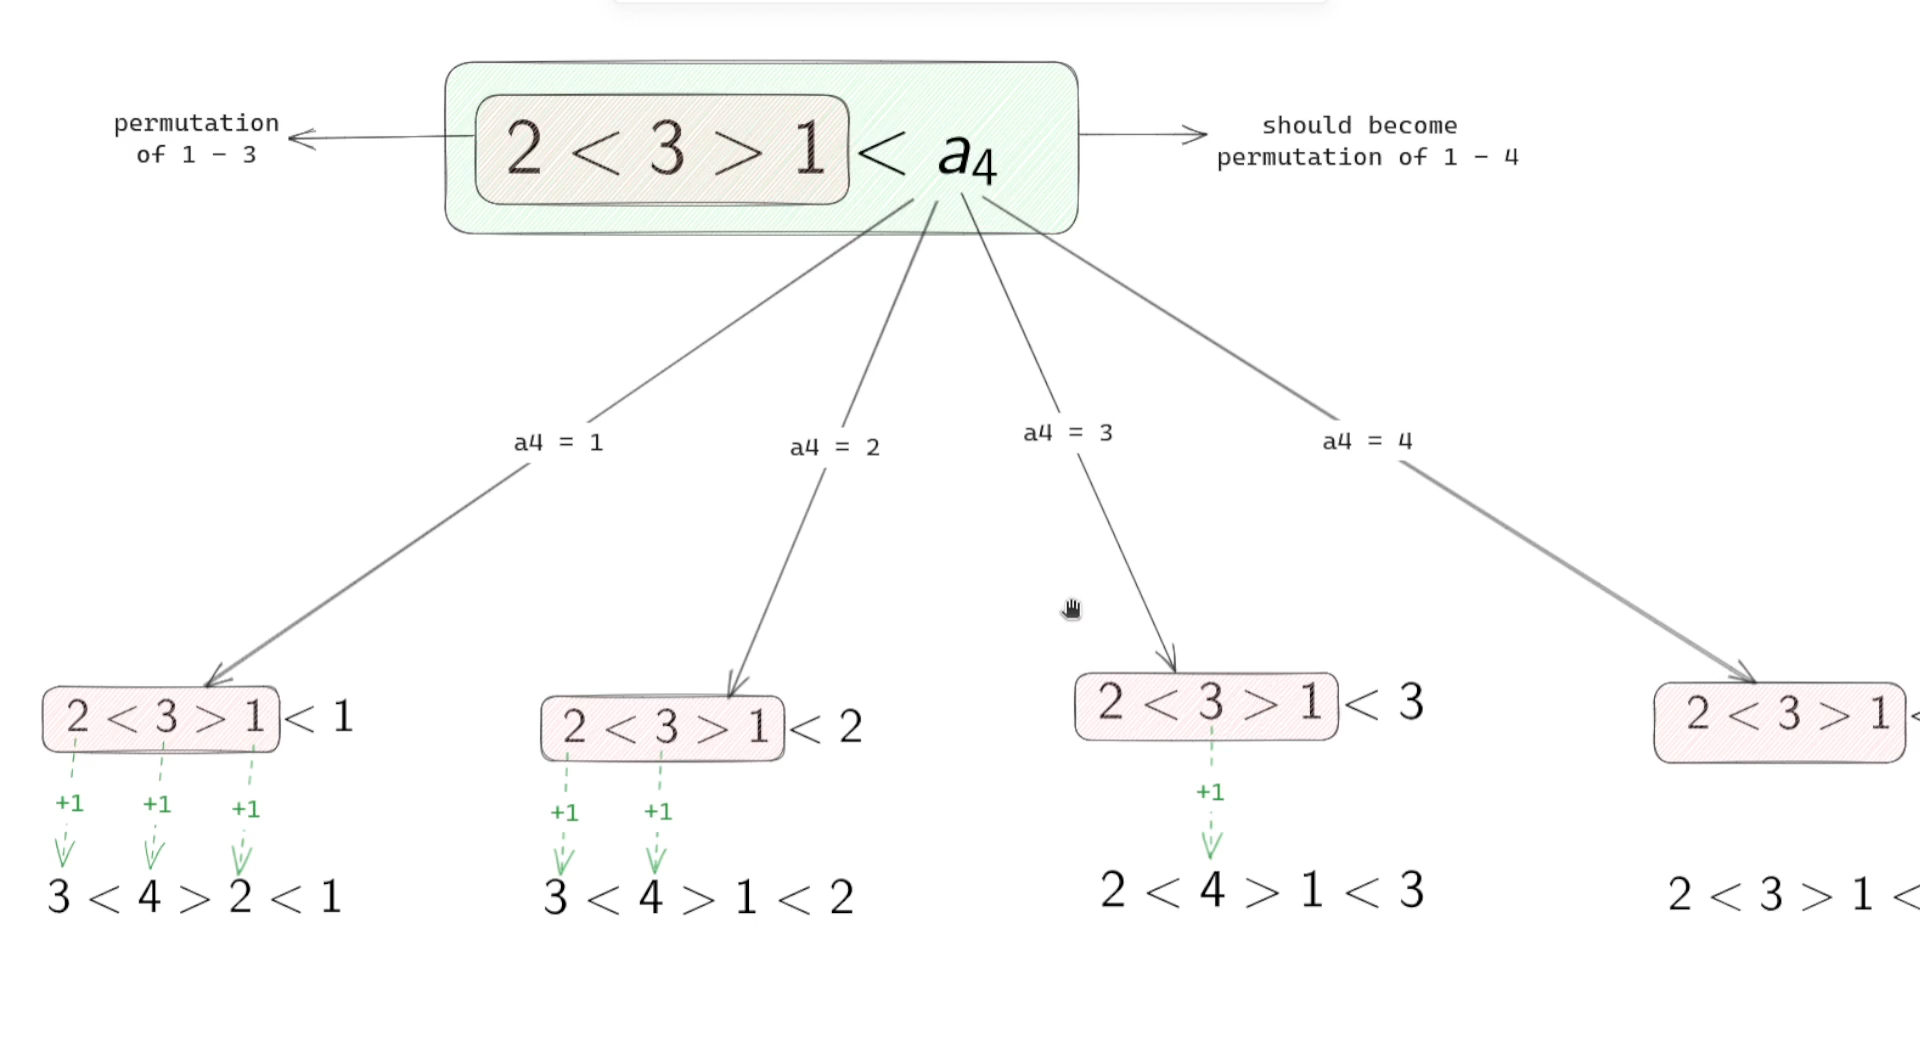 permutation
of 1 - 3
2 < 3 > 1 < a4
should become
permutation of 1 - 4
a4 = 1
a4 = 2
a4 = 3
a4 = 4
2 < 3 > 1 < 1
+1 +1 +1
3 < 4 > 2 < 1
2 < 3 > 1 < 2
+1 +1
3 < 4 > 1 < 2
2 < 3 > 1 < 3
+1
2 < 4 > 1 < 3
2 < 3 > 1 <
2 < 3 > 1 <